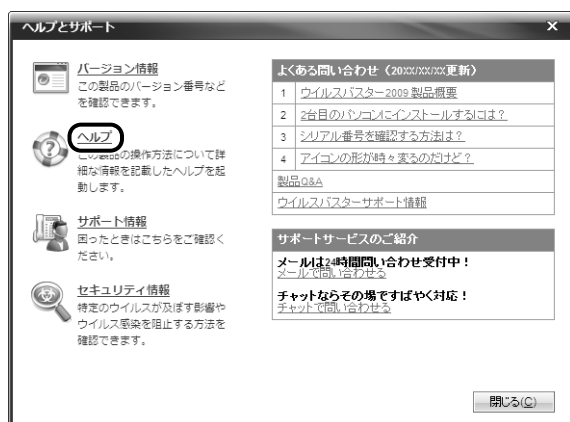 ヘルプとサポート
バージョン情報
この製品のバージョン番号など
を確認できます。
ヘルプ
この製品の操作方法について詳
細な情報を記載したヘルプを起
動します。
サポート情報
困ったときはこちらをご確認く
ださい。
セキュリティ情報
特定のウイルスが及ぼす影響や
ウイルス感染を阻止する方法を
確認できます。
よくある問い合わせ（20xx/xx/xx更新）
1 ウイルスバスター2009 製品概要
2 2台目のパソコンにインストールするには？
3 シリアル番号を確認する方法は？
4 アイコンの形が時々変るのだけど？
製品Q&A
ウイルスバスターサポート情報
サポートサービスのご紹介
メールは24時間問い合わせ受付中！
メールで問い合わせる
チャットならその場ですばやく対応！
チャットで問い合わせる
閉じる(C)